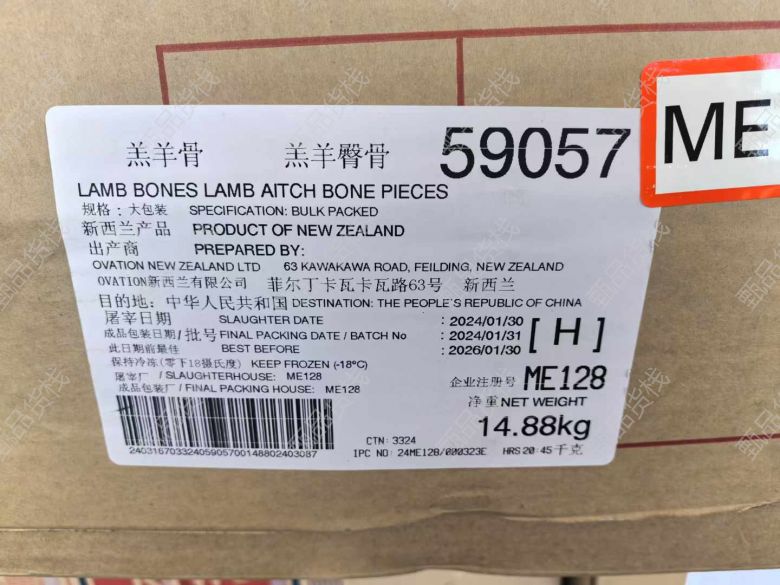 羔羊骨 羔羊臀骨 59057
ME
LAMB BONES LAMB AITCH BONE PIECES
规格：大包装 SPECIFICATION: BULK PACKED
新西兰产品 PRODUCT OF NEW ZEALAND
出产商 PREPARED BY:
OVATION NEW ZEALAND LTD 63 KAWAKAWA ROAD, FEILDING, NEW ZEALAND
OVATION新西兰有限公司 菲尔丁卡瓦卡瓦路63号 新西兰
目的地：中华人民共和国 DESTINATION: THE PEOPLE'S REPUBLIC OF CHINA
屠宰日期 SLAUGHTER DATE : 2024/01/30 [ H ]
成品包装日期/批号 FINAL PACKING DATE / BATCH No : 2024/01/31
此日期前最佳 BEST BEFORE : 2026/01/30
保持冷冻(零下18摄氏度) KEEP FROZEN (-18°C)
屠宰厂 / SLAUGHTERHOUSE: ME128 企业注册号 ME128
成品包装厂 / FINAL PACKING HOUSE: ME128 净重 NET WEIGHT
14.88kg
CTN: 3324
24031670332405905700148802403087 IPC NO: 24ME128/000323E HRS 20:45 千克
甄品货栈